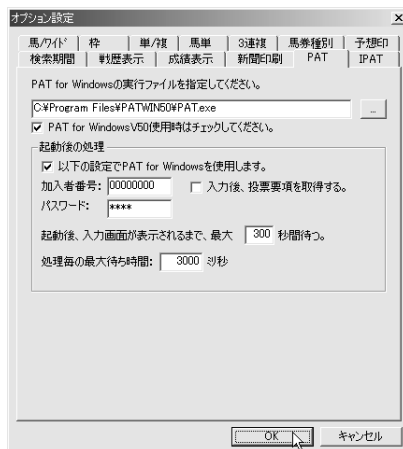 オプション設定
馬/ワイド 枠 単/複 馬単 3連複 馬券種別 予想印
検索期間 戦歴表示 成績表示 新聞印刷 PAT IPAT
PAT for Windowsの実行ファイルを指定してください。
C:¥Program Files¥PATWIN50¥PAT.exe ...
PAT for WindowsV50使用時はチェックしてください。
起動後の処理
以下の設定でPAT for Windowsを使用します。
加入者番号: 00000000 入力後、投票要項を取得する。
パスワード: ****
起動後、入力画面が表示されるまで、最大 300 秒間待つ。
処理毎の最大待ち時間: 3000 ミリ秒
OK キャンセル